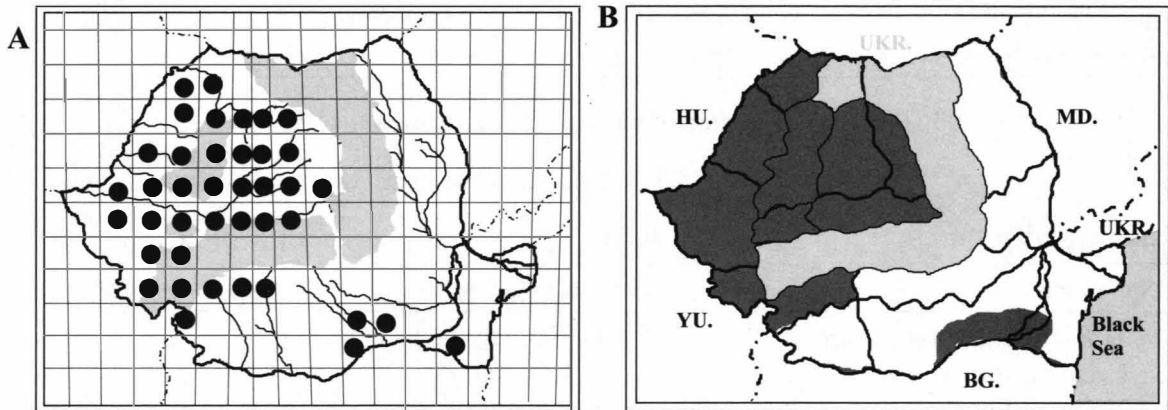 A
B
UKR.
HU.
MD.
UKR.
YU.
Black
Sea
BG.